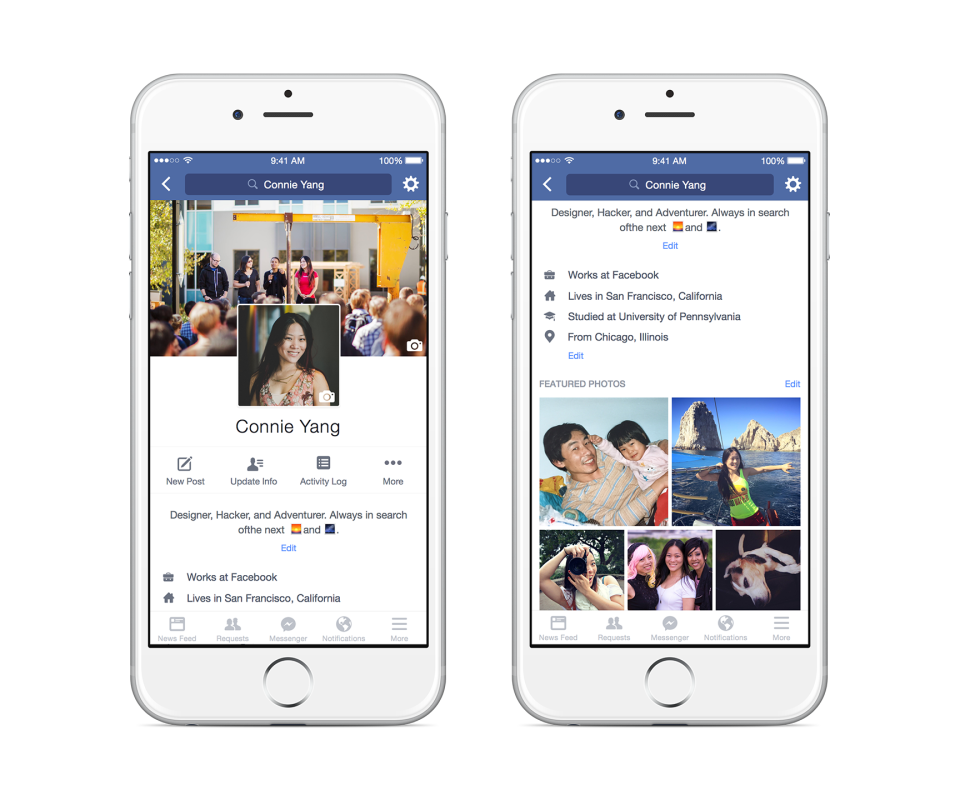 9:41 AM
100%
Connie Yang
Connie Yang
New Post
Update Info
Activity Log
More
Designer, Hacker, and Adventurer. Always in search
ofthe next 🌅 and 🌌.
Edit
Works at Facebook
Lives in San Francisco, California
News Feed
Requests
Messenger
Notifications
More
9:41 AM
100%
Connie Yang
Designer, Hacker, and Adventurer. Always in search
ofthe next 🌅 and 🌌.
Edit
Works at Facebook
Lives in San Francisco, California
Studied at University of Pennsylvania
From Chicago, Illinois
Edit
FEATURED PHOTOS
Edit
News Feed
Requests
Messenger
Notifications
More